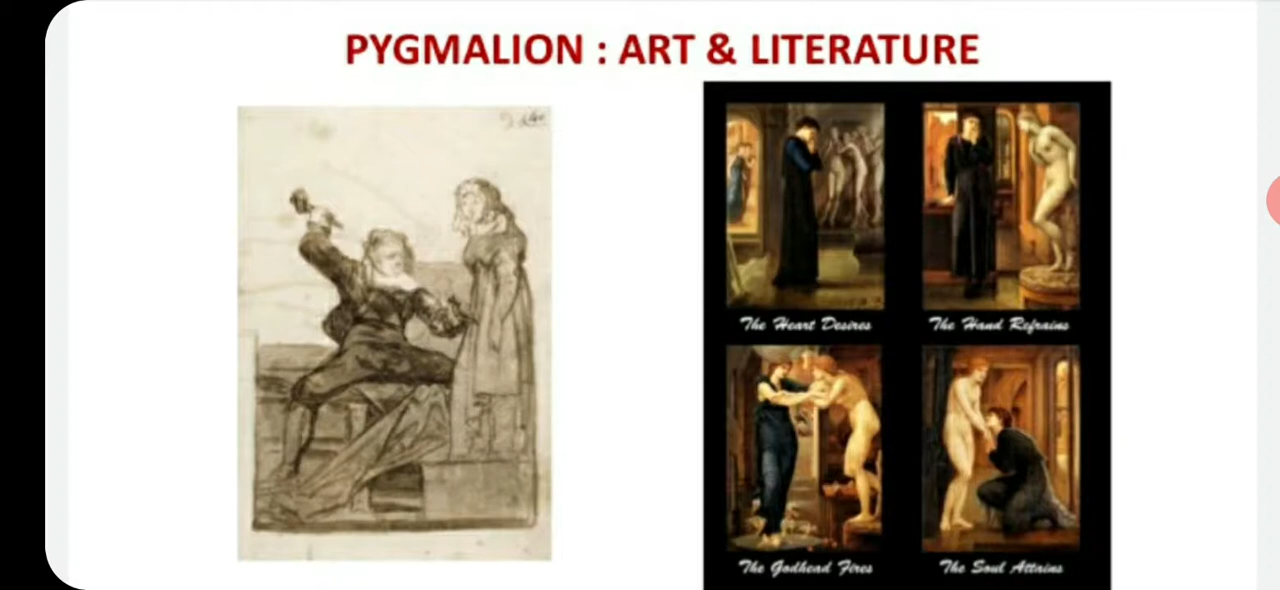 PYGMALION : ART & LITERATURE
The Heart Desires
The Hand Refrains
The Godhead Fires
The Soul Attains